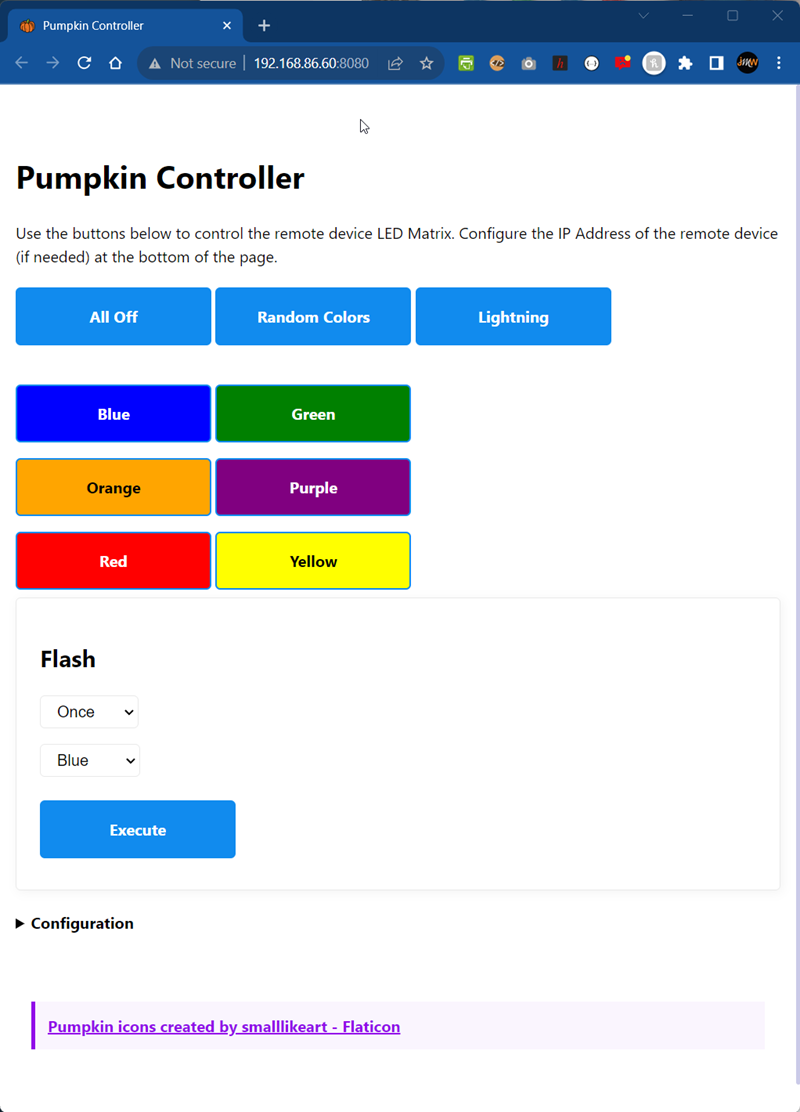 Pumpkin Controller
Not secure | 192.168.86.60:8080
Pumpkin Controller
Use the buttons below to control the remote device LED Matrix. Configure the IP Address of the remote device
(if needed) at the bottom of the page.
All Off Random Colors Lightning
Blue Green
Orange Purple
Red Yellow
Flash
Once
Blue
Execute
Configuration
Pumpkin icons created by smalllikeart - Flaticon